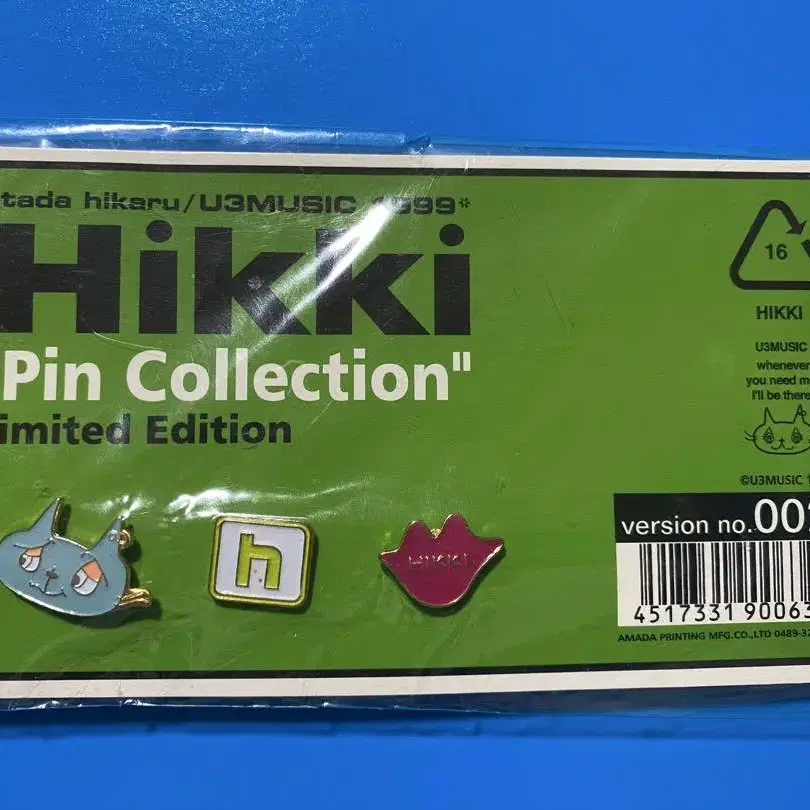 tada hikaru/U3MUSIC 1999*
Hikki
"Pin Collection"
imited Edition
h
HIKKI
16
HIKKI
U3MUSIC
whenever
you need m
I'll be there
©U3MUSIC 1
version no.00
4517331 90063
AMADA PRINTING MFG.CO.,LTD 0489-32